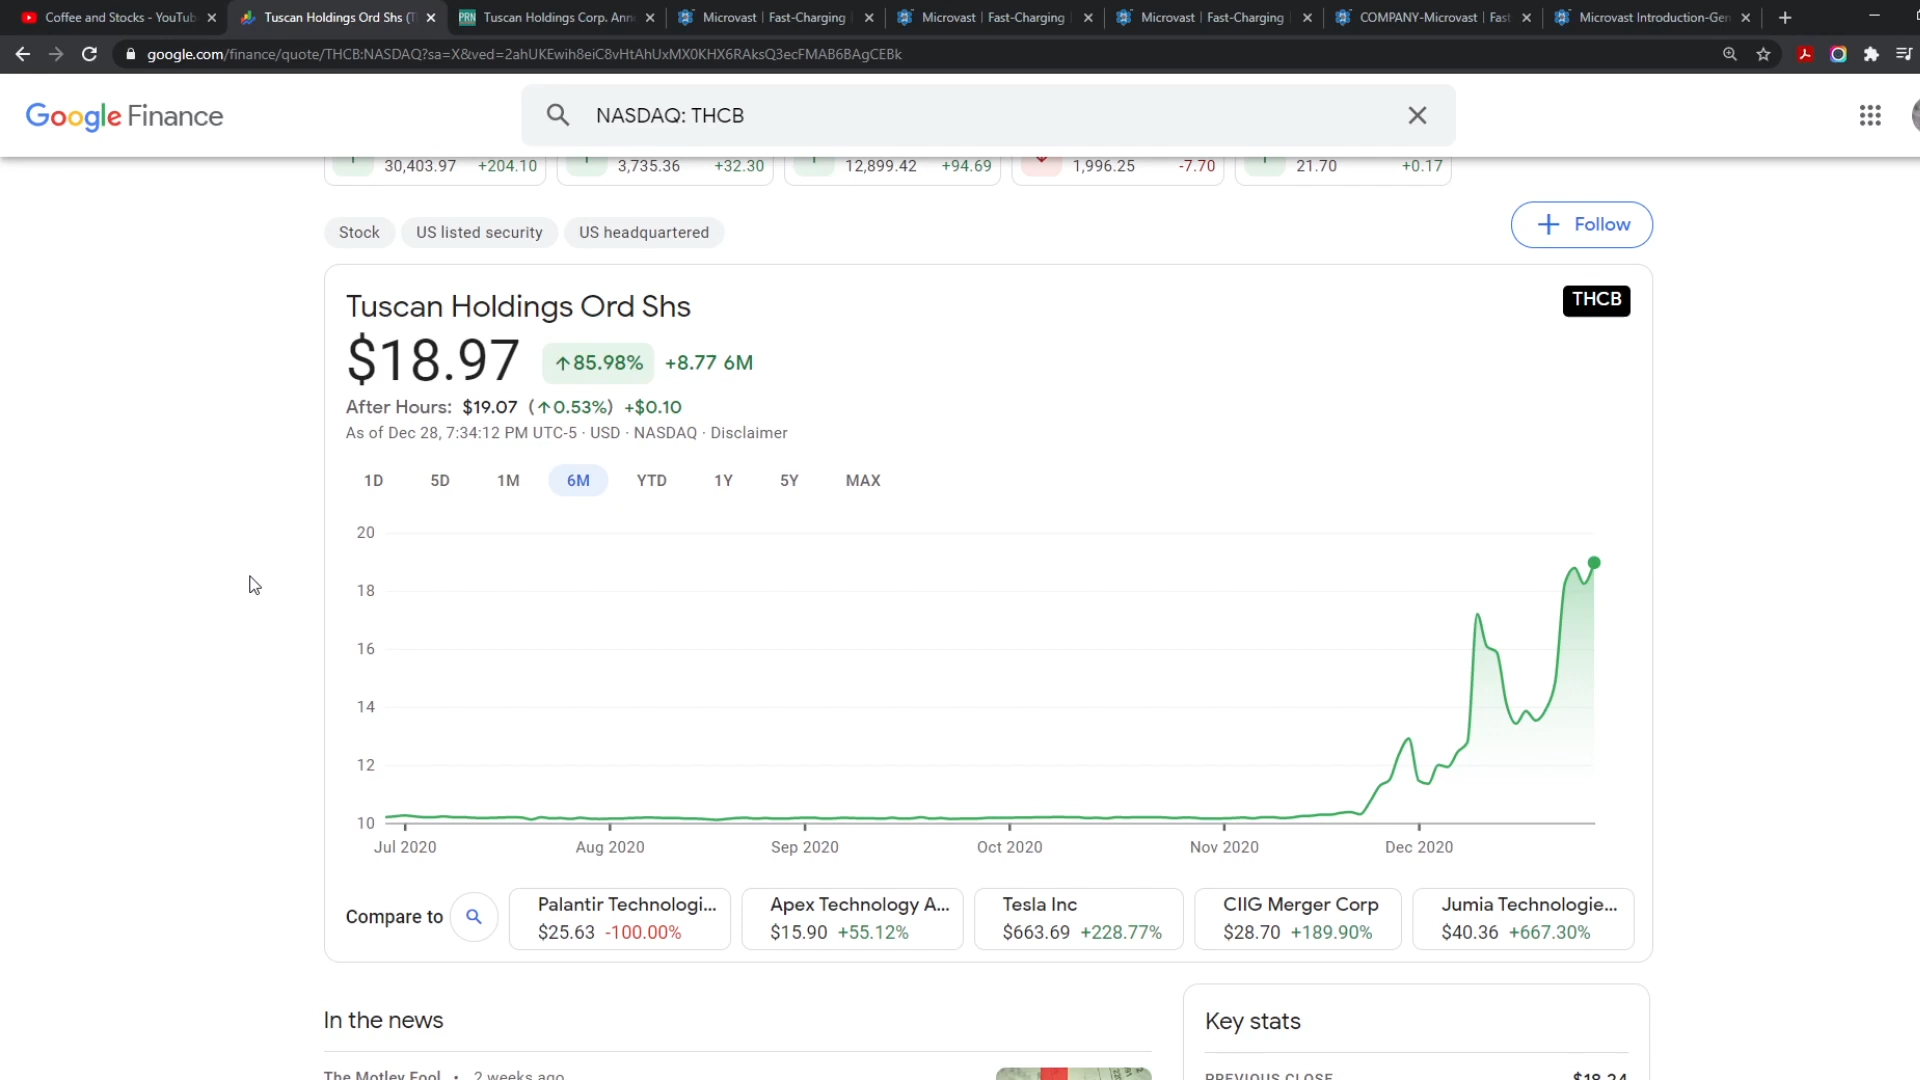 Coffee and Stocks - YouTub
Tuscan Holdings Ord Shs (T
PRN Tuscan Holdings Corp. Ann
Microvast | Fast-Charging
Microvast | Fast-Charging
Microvast | Fast-Charging
COMPANY-Microvast | Fast
Microvast Introduction-Gen
google.com/finance/quote/THCB:NASDAQ?sa=X&ved=2ahUKEwih8eiC8vHtAhUxMX0KHX6RAksQ3ecFMAB6BAgCEBk
Google Finance
NASDAQ: THCB
30,403.97 +204.10
3,735.36 +32.30
12,899.42 +94.69
1,996.25 -7.70
21.70 +0.17
Stock
US listed security
US headquartered
+ Follow
Tuscan Holdings Ord Shs
THCB
$18.97 ↑85.98% +8.77 6M
After Hours: $19.07 (↑0.53%) +$0.10
As of Dec 28, 7:34:12 PM UTC-5 · USD · NASDAQ · Disclaimer
1D 5D 1M 6M YTD 1Y 5Y MAX
20
18
16
14
12
10
Jul 2020 Aug 2020 Sep 2020 Oct 2020 Nov 2020 Dec 2020
Compare to
Palantir Technologi...
$25.63 -100.00%
Apex Technology A...
$15.90 +55.12%
Tesla Inc
$663.69 +228.77%
CIIG Merger Corp
$28.70 +189.90%
Jumia Technologie...
$40.36 +667.30%
In the news
The Motley Fool • 2 weeks ago
Key stats
PREVIOUS CLOSE $18.24